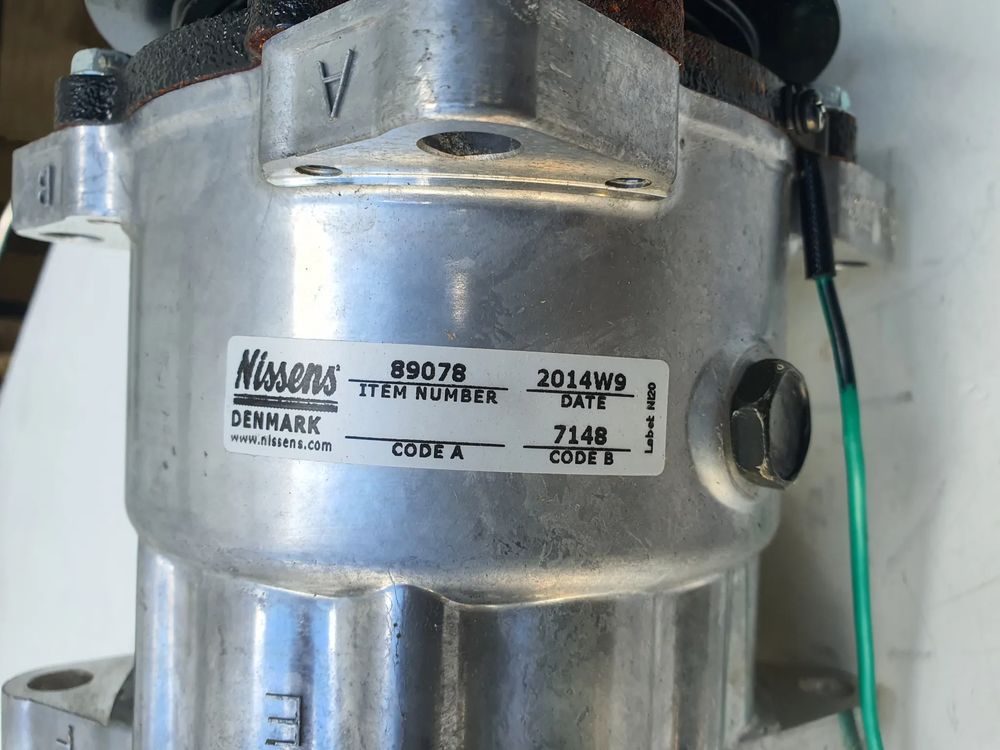 A
B
Nissens
DENMARK
www.nissens.com
89078
ITEM NUMBER
CODE A
2014W9
DATE
7148
CODE B
Label: NI20